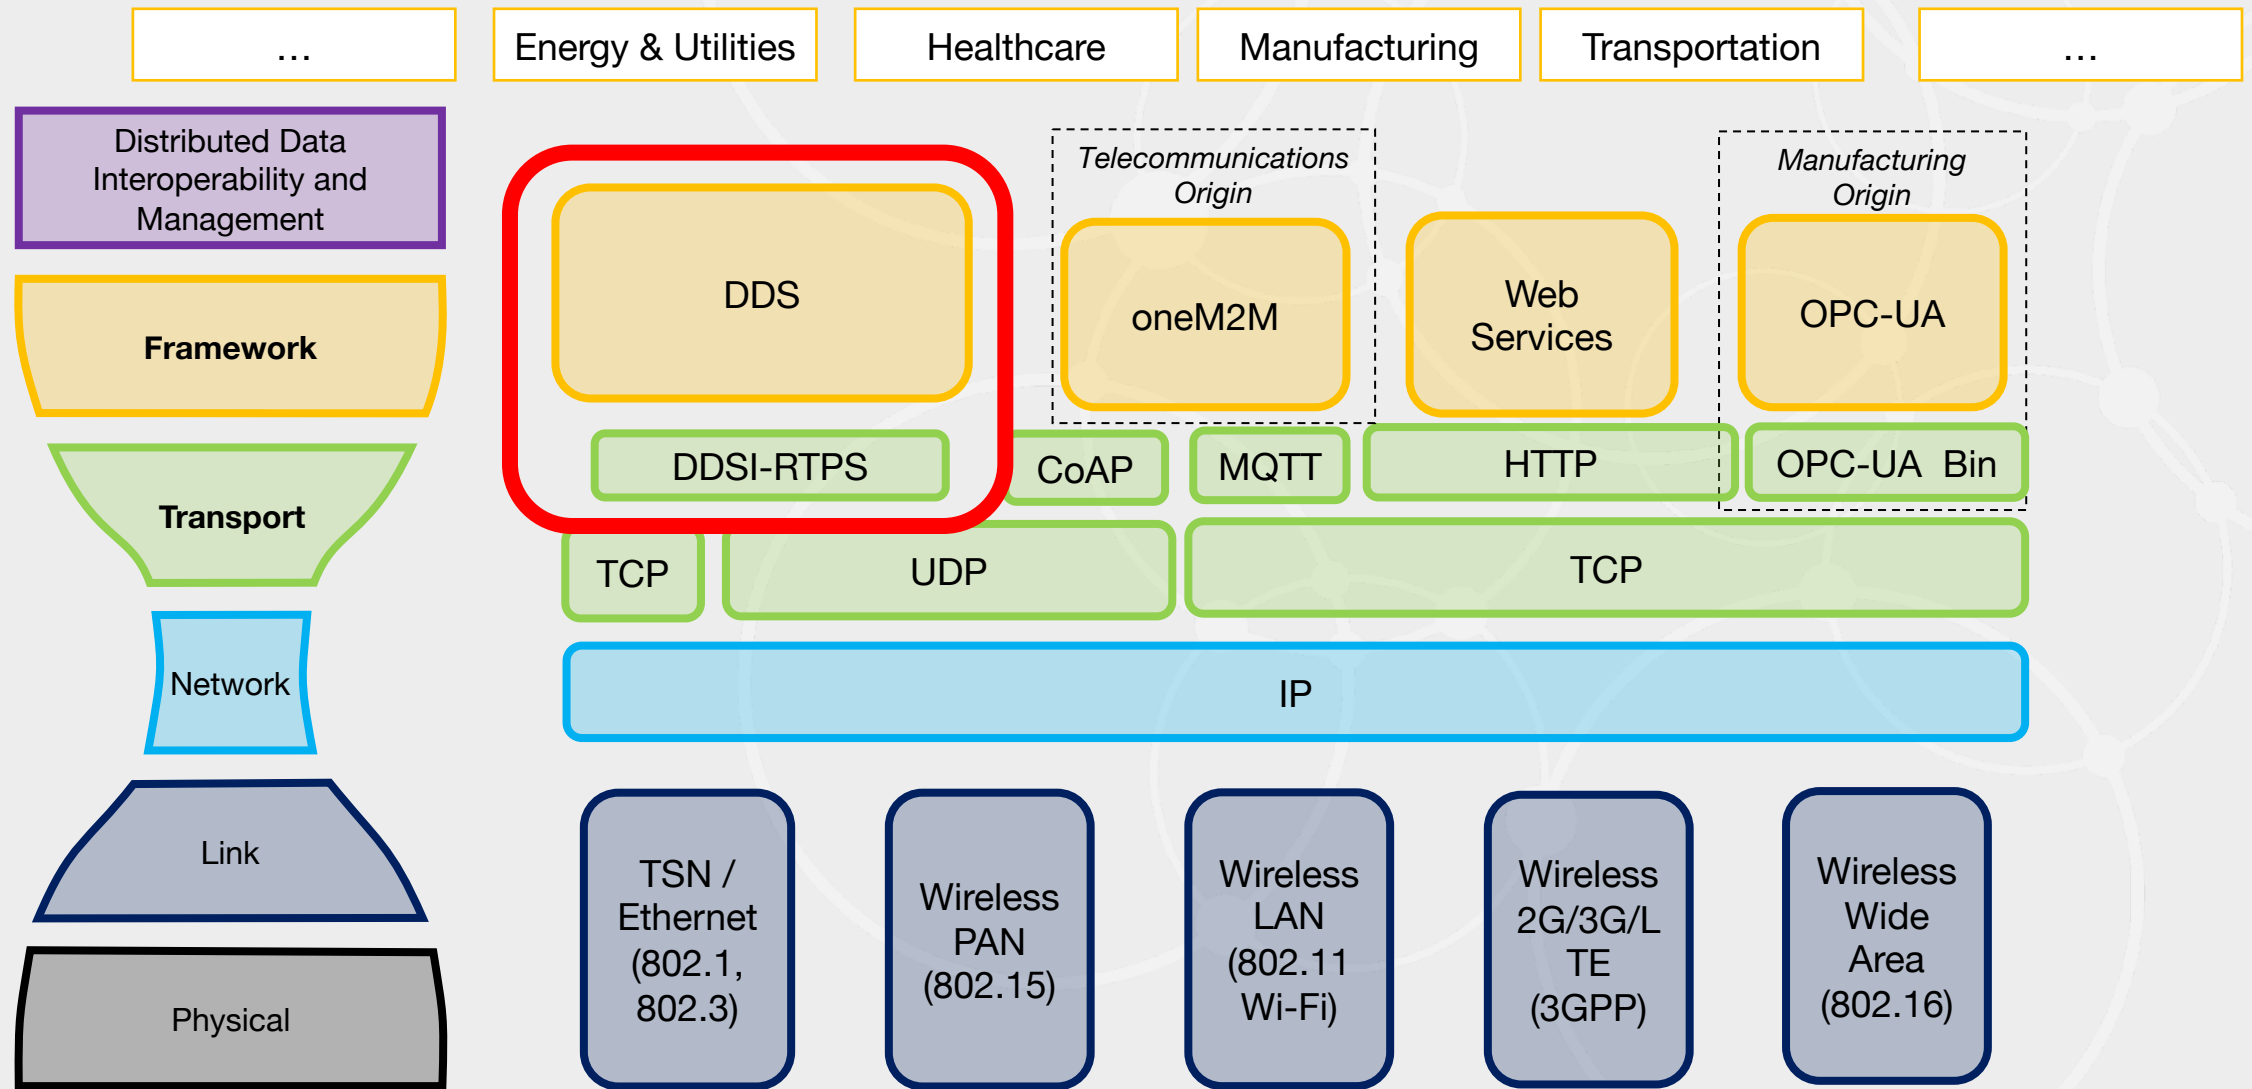 ...
Energy & Utilities
Healthcare
Manufacturing
Transportation
...
Distributed Data
Interoperability and
Management
Framework
Transport
Network
Link
Physical
DDS
Telecommunications
Origin
oneM2M
Web
Services
Manufacturing
Origin
OPC-UA
DDSI-RTPS
CoAP
MQTT
HTTP
OPC-UA Bin
TCP
UDP
TCP
IP
TSN /
Ethernet
(802.1,
802.3)
Wireless
PAN
(802.15)
Wireless
LAN
(802.11
Wi-Fi)
Wireless
2G/3G/L
TE
(3GPP)
Wireless
Wide
Area
(802.16)